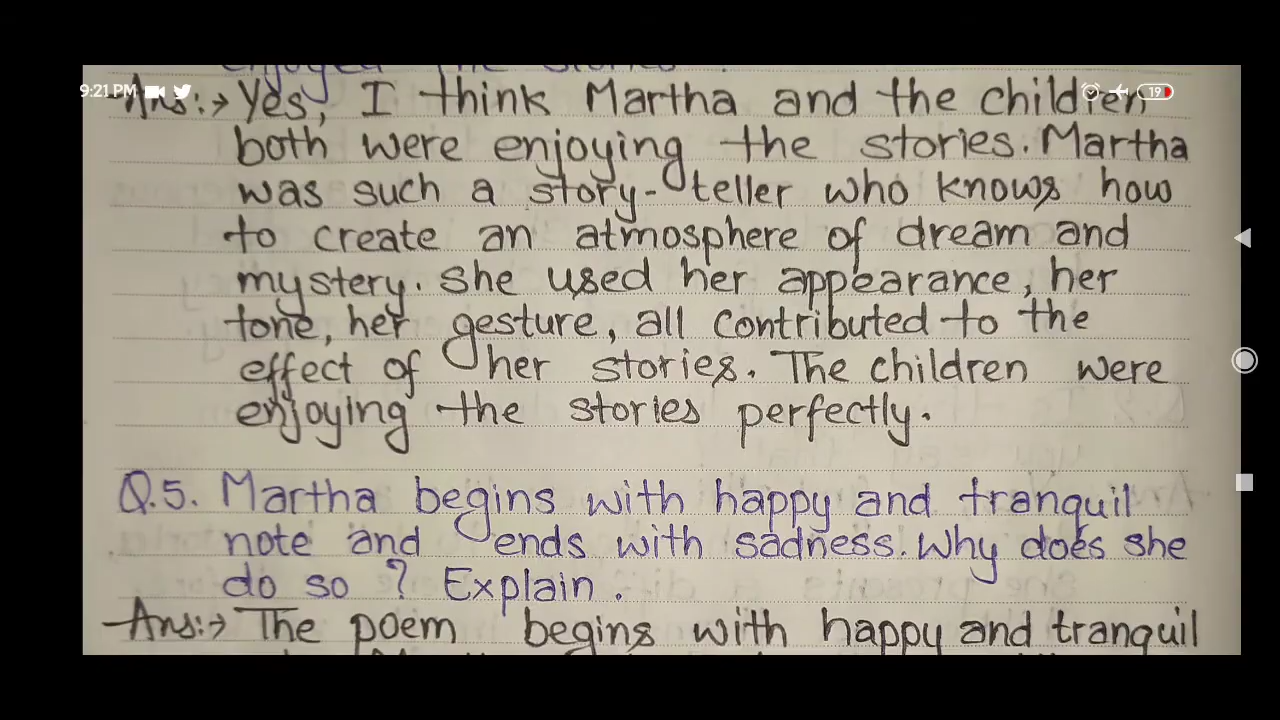 enjoyed the stories.
9:21 PM
19
Ans:→ Yes, I think Martha and the children
both were enjoying the stories. Martha
was such a story-teller who knows how
to create an atmosphere of dream and
mystery. She used her appearance, her
tone, her gesture, all contributed to the
effect of her stories. The children were
enjoying the stories perfectly.
Q.5. Martha begins with happy and tranquil
note and ends with sadness. Why does she
do so ? Explain.
Ans:→ The poem begins with happy and tranquil